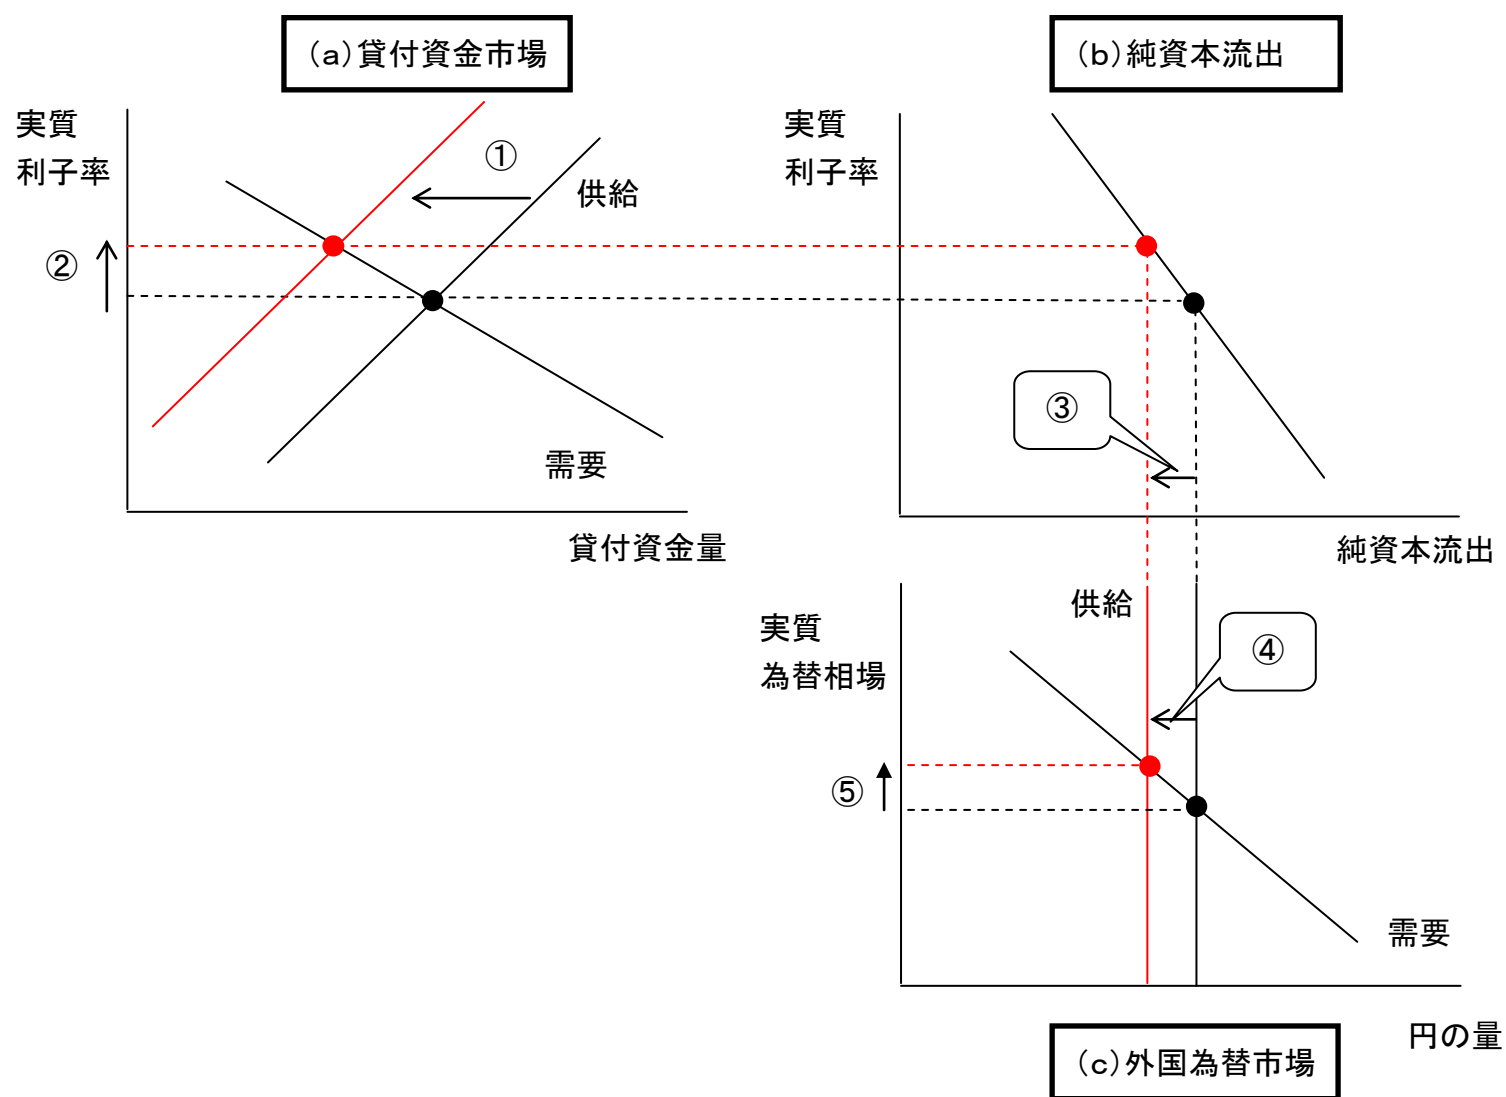 (a)貸付資金市場
(b)純資本流出
実質
利子率
①
供給
②
需要
貸付資金量
実質
利子率
③
純資本流出
実質
為替相場
供給
④
⑤
需要
円の量
(c)外国為替市場